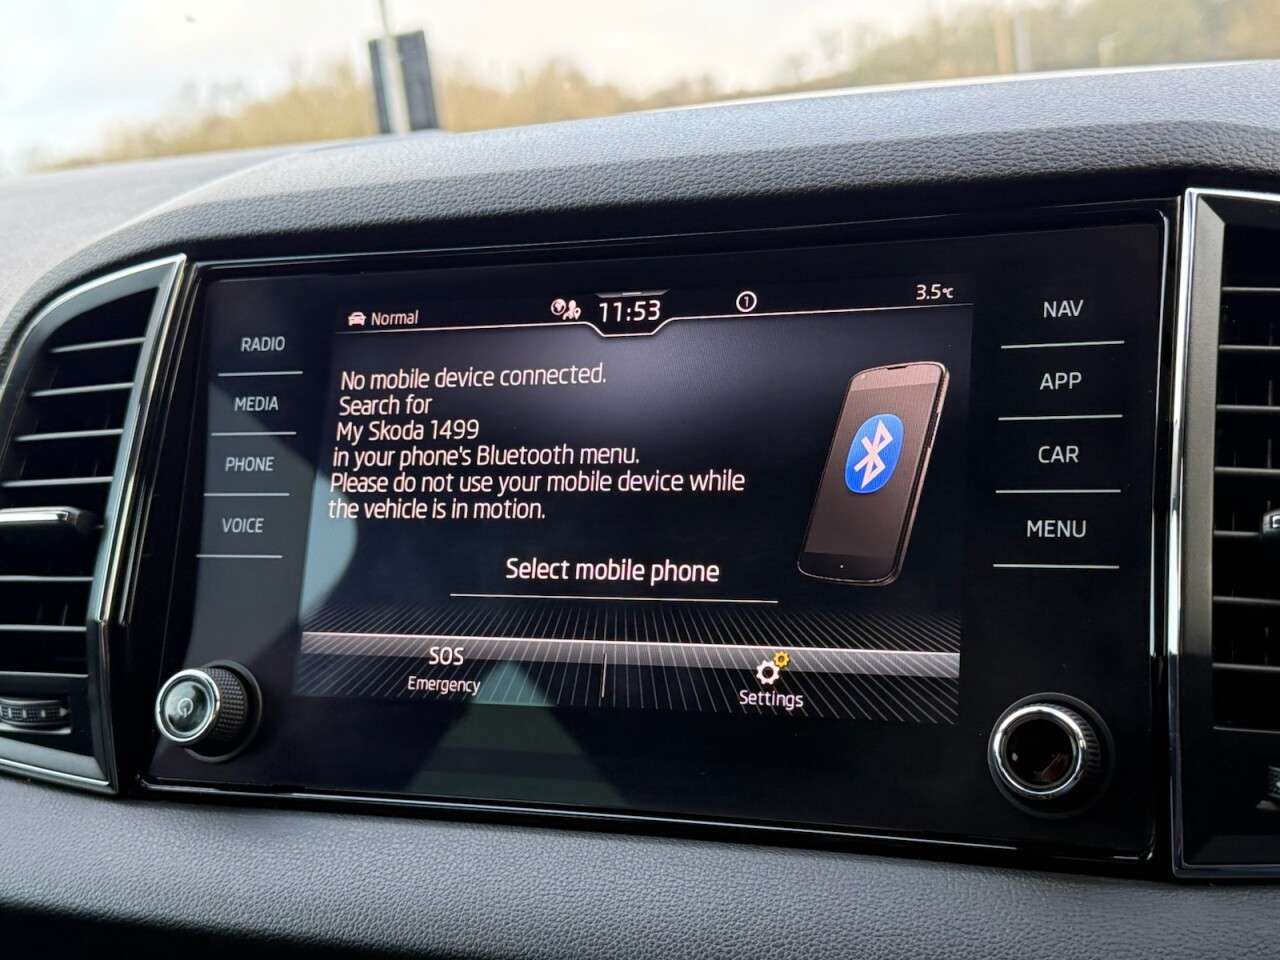 Normal
11:53
1
3.5°C
RADIO
MEDIA
PHONE
VOICE
No mobile device connected.
Search for
My Skoda 1499
in your phone's Bluetooth menu.
Please do not use your mobile device while
the vehicle is in motion.
Select mobile phone
SOS
Emergency
Settings
NAV
APP
CAR
MENU